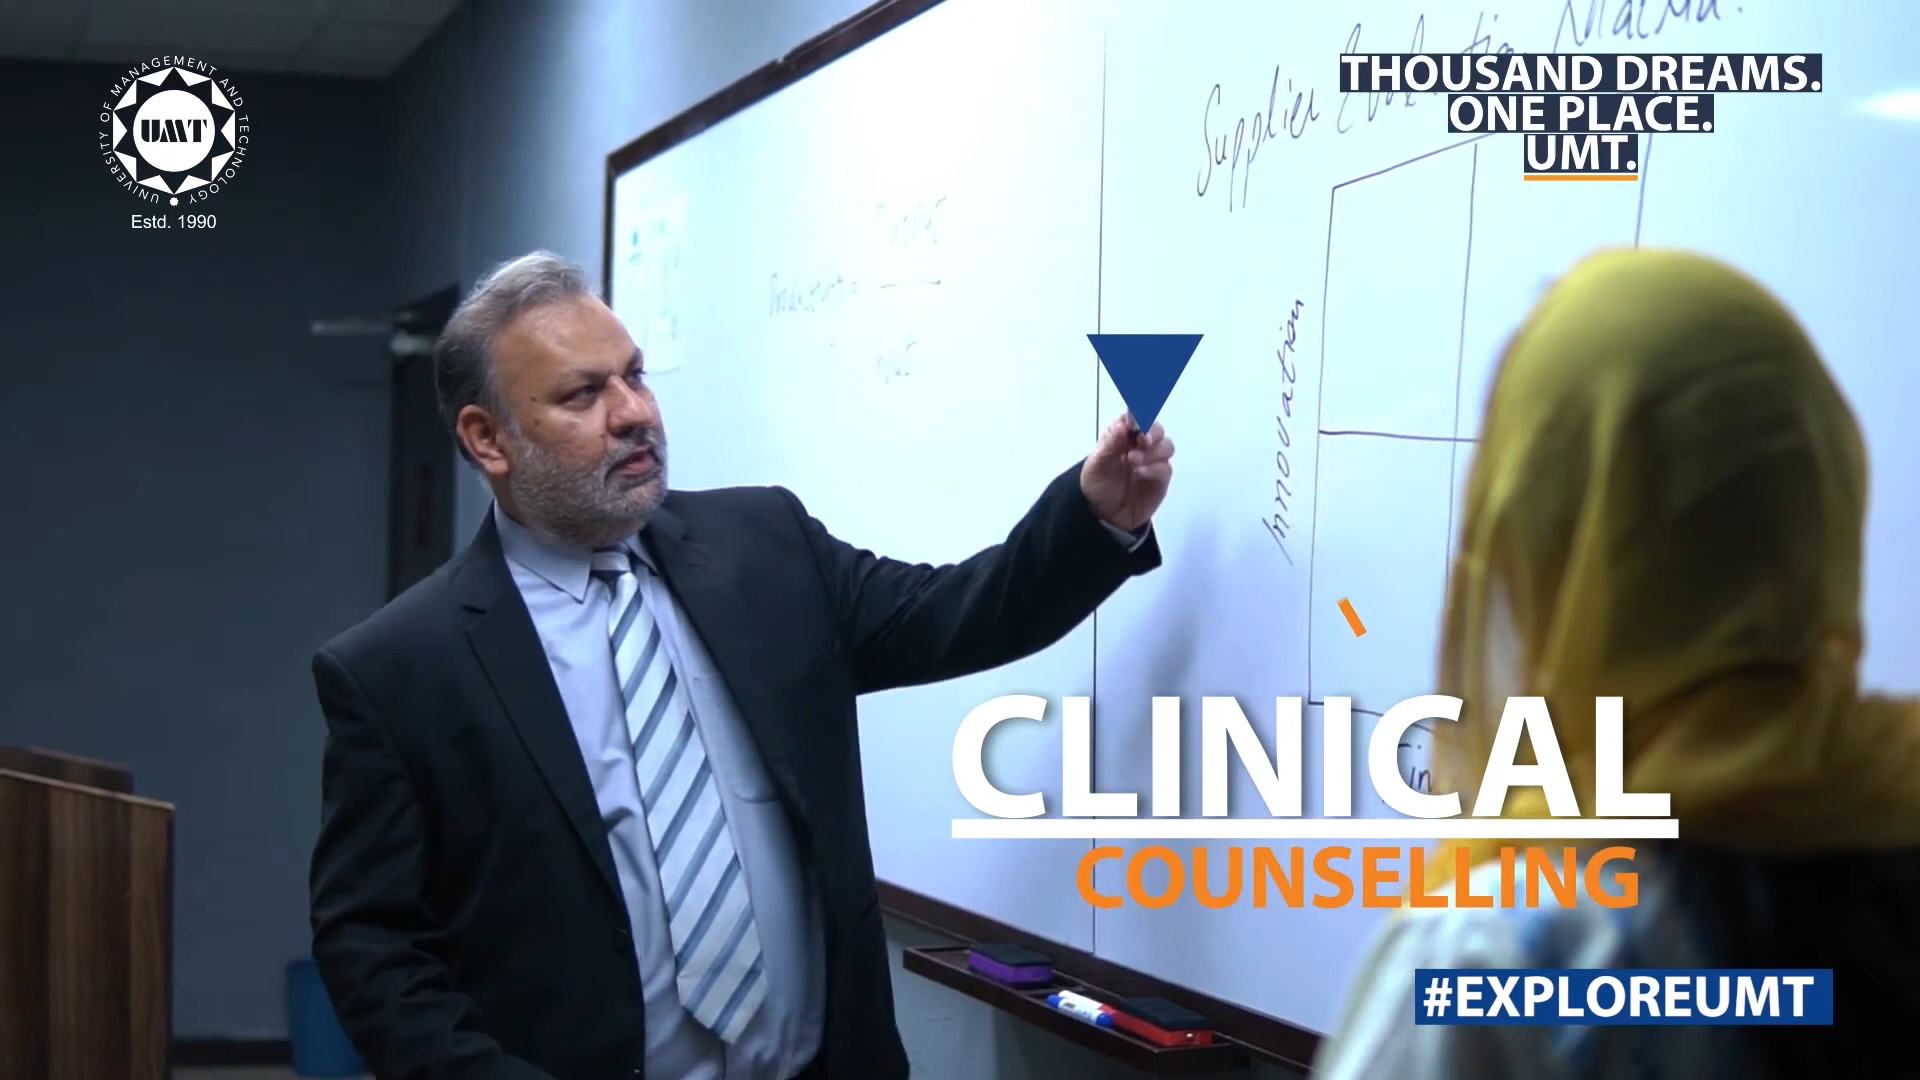 UNIVERSITY OF MANAGEMENT AND TECHNOLOGY
UMT
Estd. 1990
THOUSAND DREAMS.
ONE PLACE.
UMT.
Supplier
Innovation
CLINICAL
COUNSELLING
#EXPLOREUMT